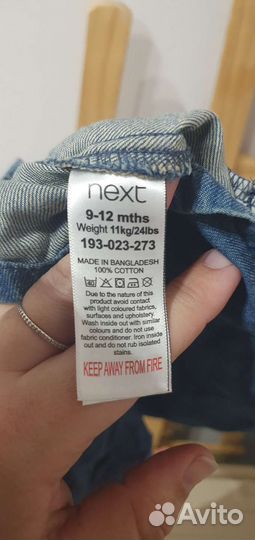 next
9-12 mths
Weight 11kg/24lbs
193-023-273
MADE IN BANGLADESH
100% COTTON
Due to the nature of this
product avoid contact
with light coloured fabrics,
surfaces and upholstery.
Wash inside out with similar
colours and do not use
fabric conditioner. Iron inside
out and do not rub isolated
stains.
KEEP AWAY FROM FIRE
Avito